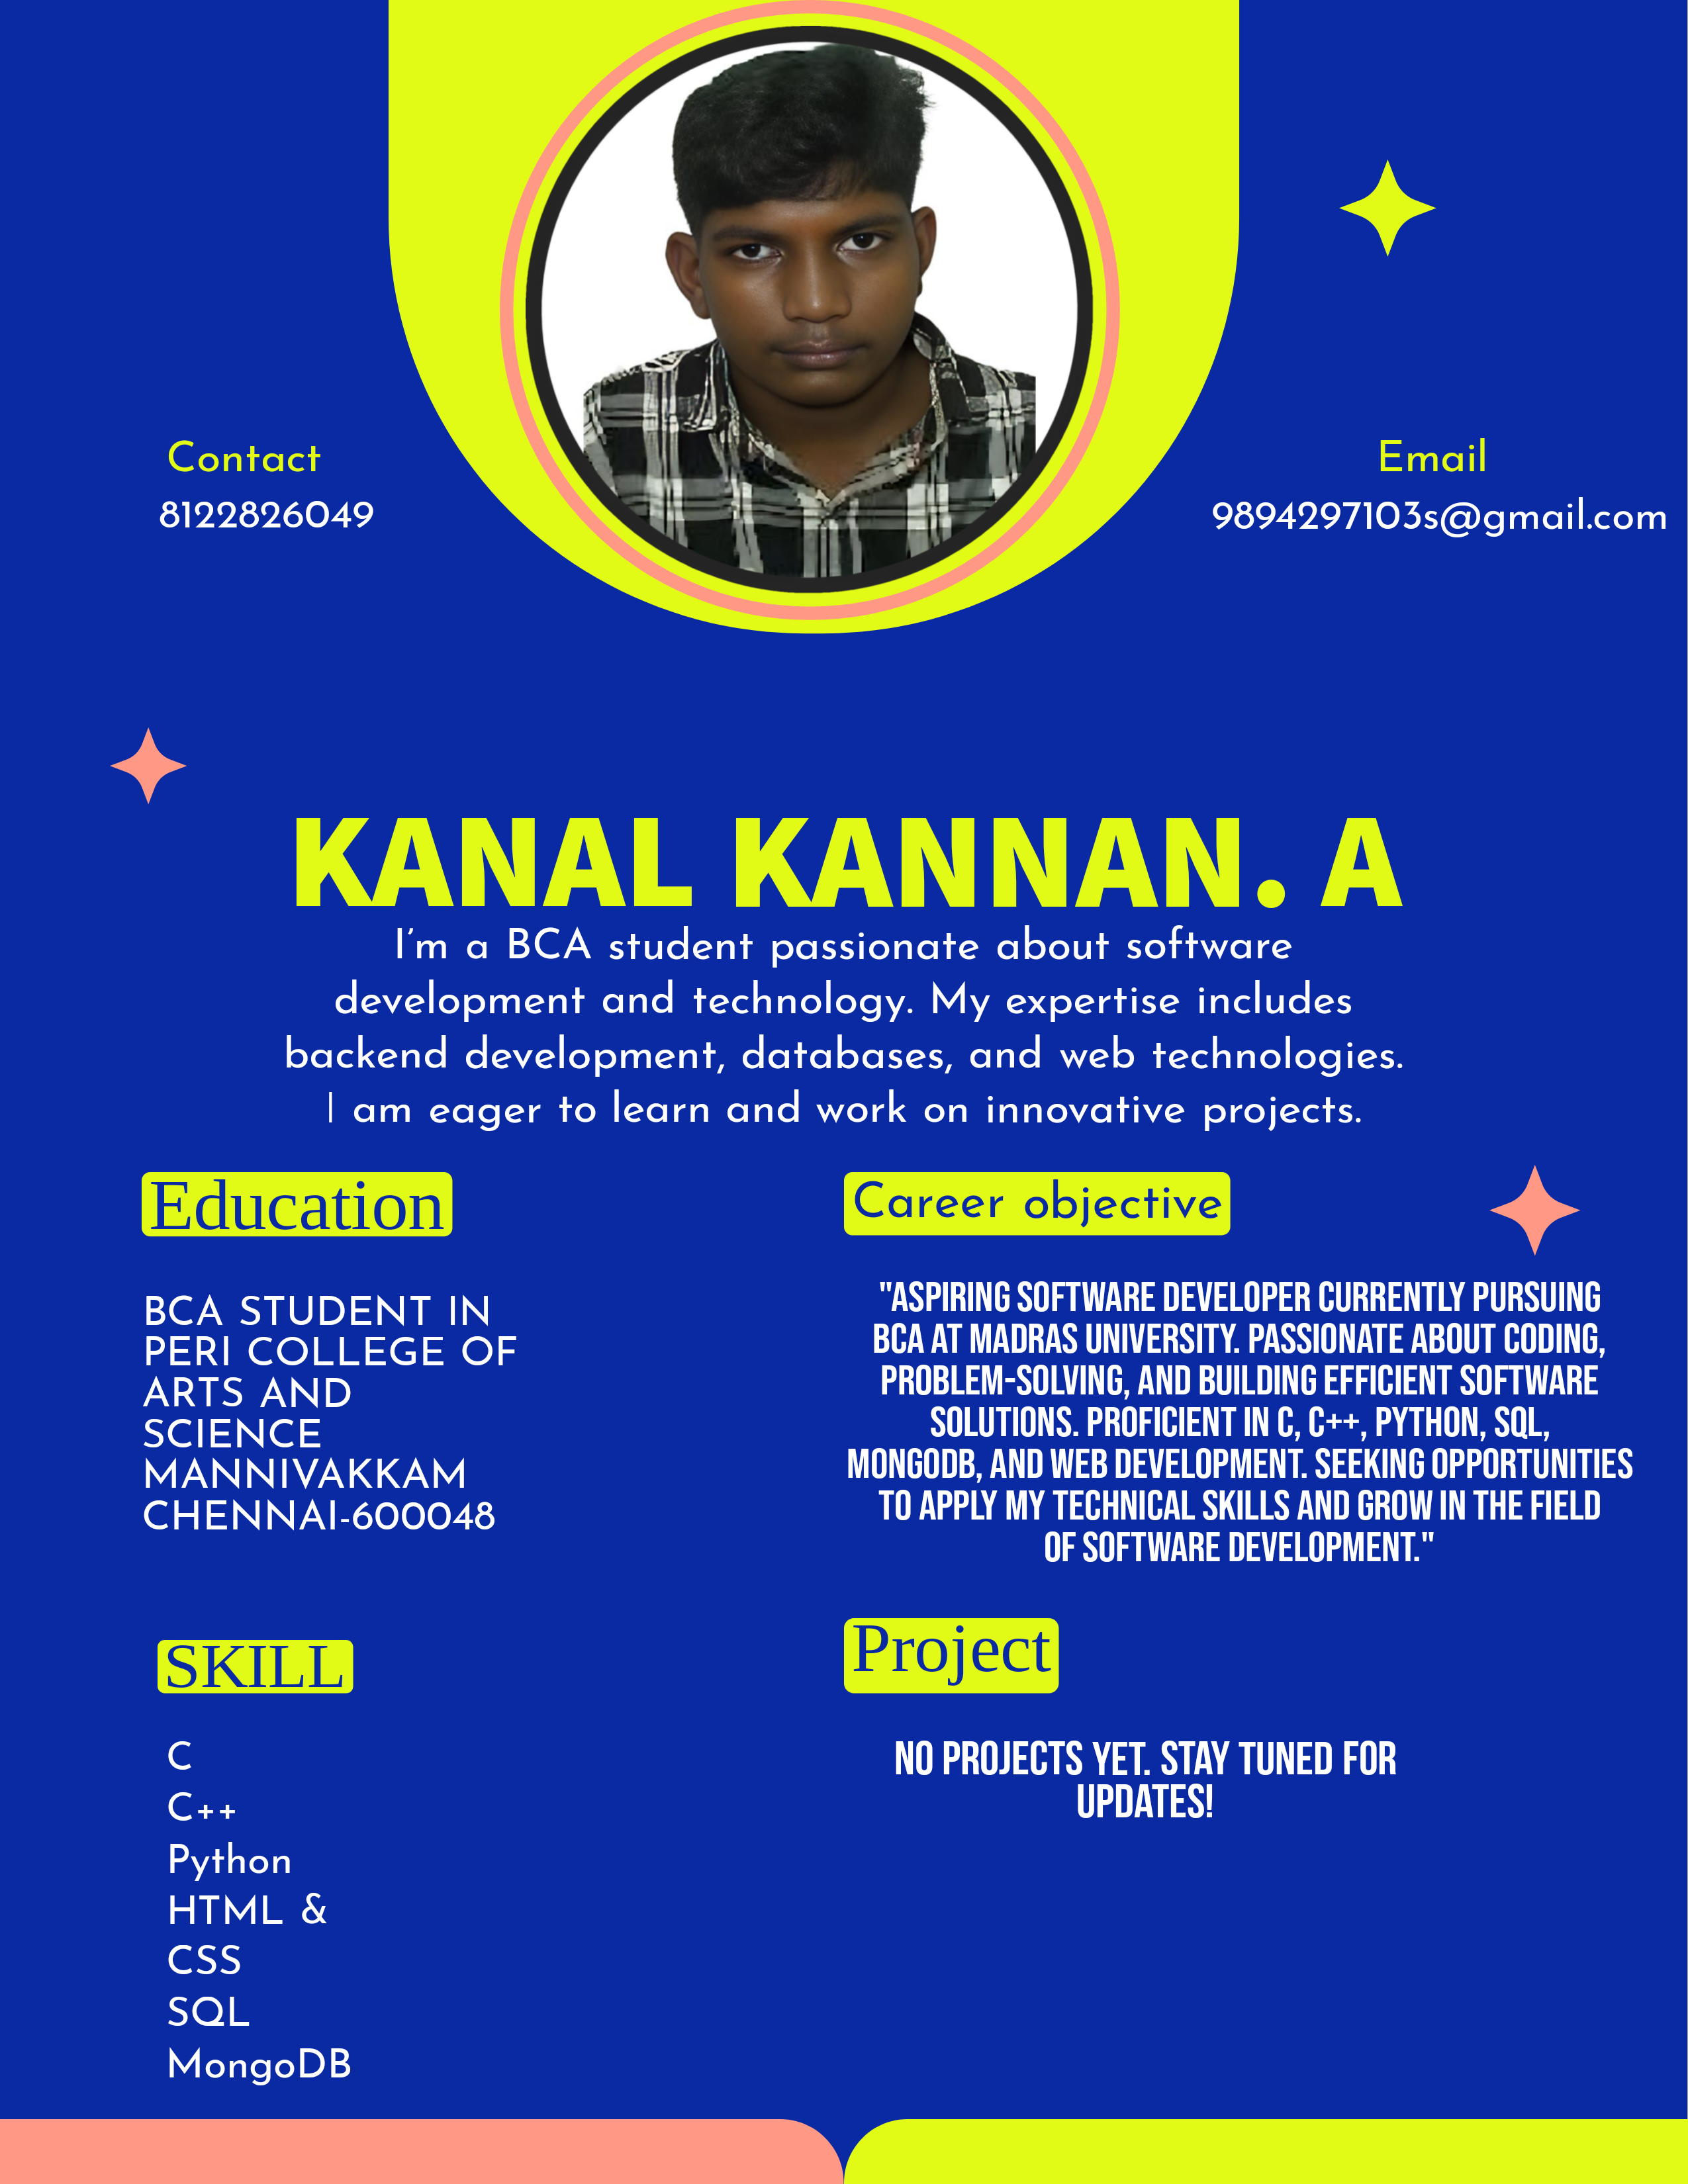 Contact
8122826049
Email
9894297103s@gmail.com
KANAL KANNAN. A
I'm a BCA student passionate about software
development and technology. My expertise includes
backend development, databases, and web technologies.
I am eager to learn and work on innovative projects.
Education
BCA STUDENT IN
PERI COLLEGE OF
ARTS AND
SCIENCE
MANNIVAKKAM
CHENNAI-600048
Career objective
"ASPIRING SOFTWARE DEVELOPER CURRENTLY PURSUING
BCA AT MADRAS UNIVERSITY. PASSIONATE ABOUT CODING,
PROBLEM-SOLVING, AND BUILDING EFFICIENT SOFTWARE
SOLUTIONS. PROFICIENT IN C, C++, PYTHON, SQL,
MONGODB, AND WEB DEVELOPMENT. SEEKING OPPORTUNITIES
TO APPLY MY TECHNICAL SKILLS AND GROW IN THE FIELD
OF SOFTWARE DEVELOPMENT."
SKILL
C
C++
Python
HTML &
CSS
SQL
MongoDB
Project
NO PROJECTS YET. STAY TUNED FOR
UPDATES!